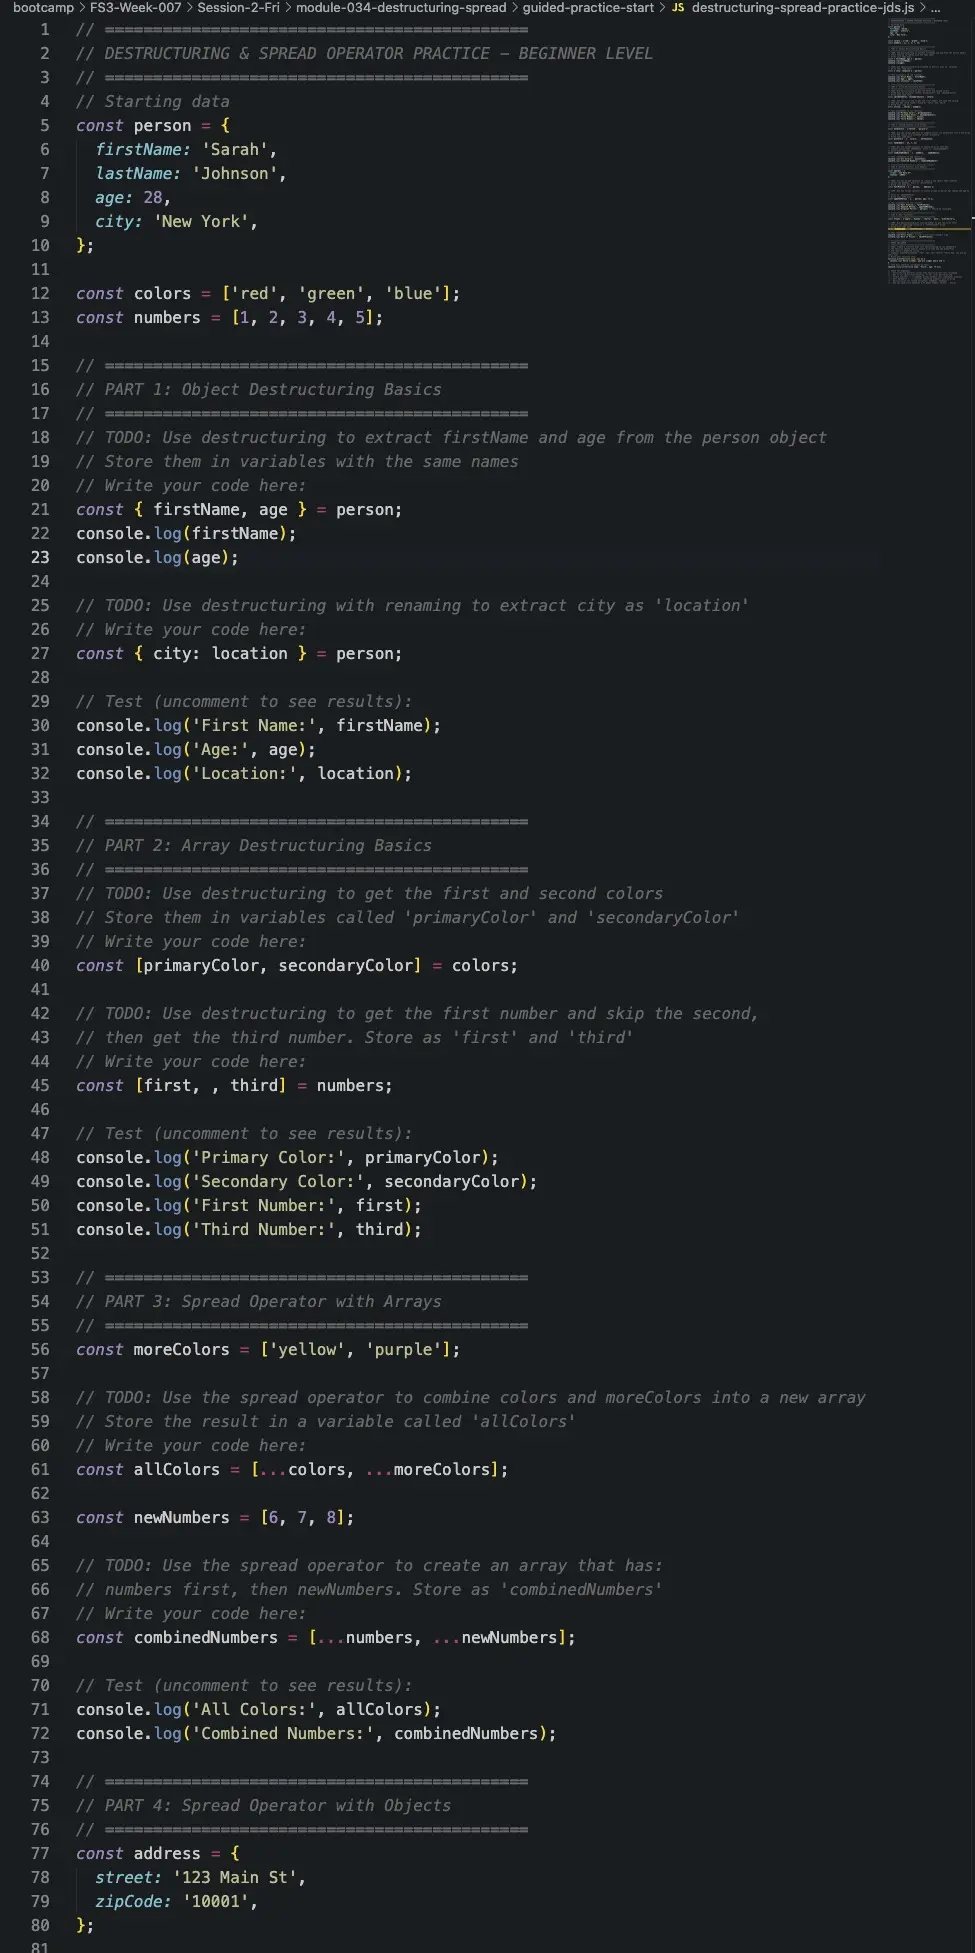 bootcamp > FS3-Week-007 > Session-2-Fri > module-034-destructuring-spread > guided-practice-start > JS destructuring-spread-practice-jds.js > ...
1 // ============================================
2 // DESTRUCTURING & SPREAD OPERATOR PRACTICE – BEGINNER LEVEL
3 // ============================================
4 // Starting data
5 const person = {
6 firstName: 'Sarah',
7 lastName: 'Johnson',
8 age: 28,
9 city: 'New York',
10 };
11
12 const colors = ['red', 'green', 'blue'];
13 const numbers = [1, 2, 3, 4, 5];
14
15 // ============================================
16 // PART 1: Object Destructuring Basics
17 // ============================================
18 // TODO: Use destructuring to extract firstName and age from the person object
19 // Store them in variables with the same names
20 // Write your code here:
21 const { firstName, age } = person;
22 console.log(firstName);
23 console.log(age);
24
25 // TODO: Use destructuring with renaming to extract city as 'location'
26 // Write your code here:
27 const { city: location } = person;
28
29 // Test (uncomment to see results):
30 console.log('First Name:', firstName);
31 console.log('Age:', age);
32 console.log('Location:', location);
33
34 // ============================================
35 // PART 2: Array Destructuring Basics
36 // ============================================
37 // TODO: Use destructuring to get the first and second colors
38 // Store them in variables called 'primaryColor' and 'secondaryColor'
39 // Write your code here:
40 const [primaryColor, secondaryColor] = colors;
41
42 // TODO: Use destructuring to get the first number and skip the second,
43 // then get the third number. Store as 'first' and 'third'
44 // Write your code here:
45 const [first, , third] = numbers;
46
47 // Test (uncomment to see results):
48 console.log('Primary Color:', primaryColor);
49 console.log('Secondary Color:', secondaryColor);
50 console.log('First Number:', first);
51 console.log('Third Number:', third);
52
53 // ============================================
54 // PART 3: Spread Operator with Arrays
55 // ============================================
56 const moreColors = ['yellow', 'purple'];
57
58 // TODO: Use the spread operator to combine colors and moreColors into a new array
59 // Store the result in a variable called 'allColors'
60 // Write your code here:
61 const allColors = [...colors, ...moreColors];
62
63 const newNumbers = [6, 7, 8];
64
65 // TODO: Use the spread operator to create an array that has:
66 // numbers first, then newNumbers. Store as 'combinedNumbers'
67 // Write your code here:
68 const combinedNumbers = [...numbers, ...newNumbers];
69
70 // Test (uncomment to see results):
71 console.log('All Colors:', allColors);
72 console.log('Combined Numbers:', combinedNumbers);
73
74 // ============================================
75 // PART 4: Spread Operator with Objects
76 // ============================================
77 const address = {
78 street: '123 Main St',
79 zipCode: '10001',
80 };
81